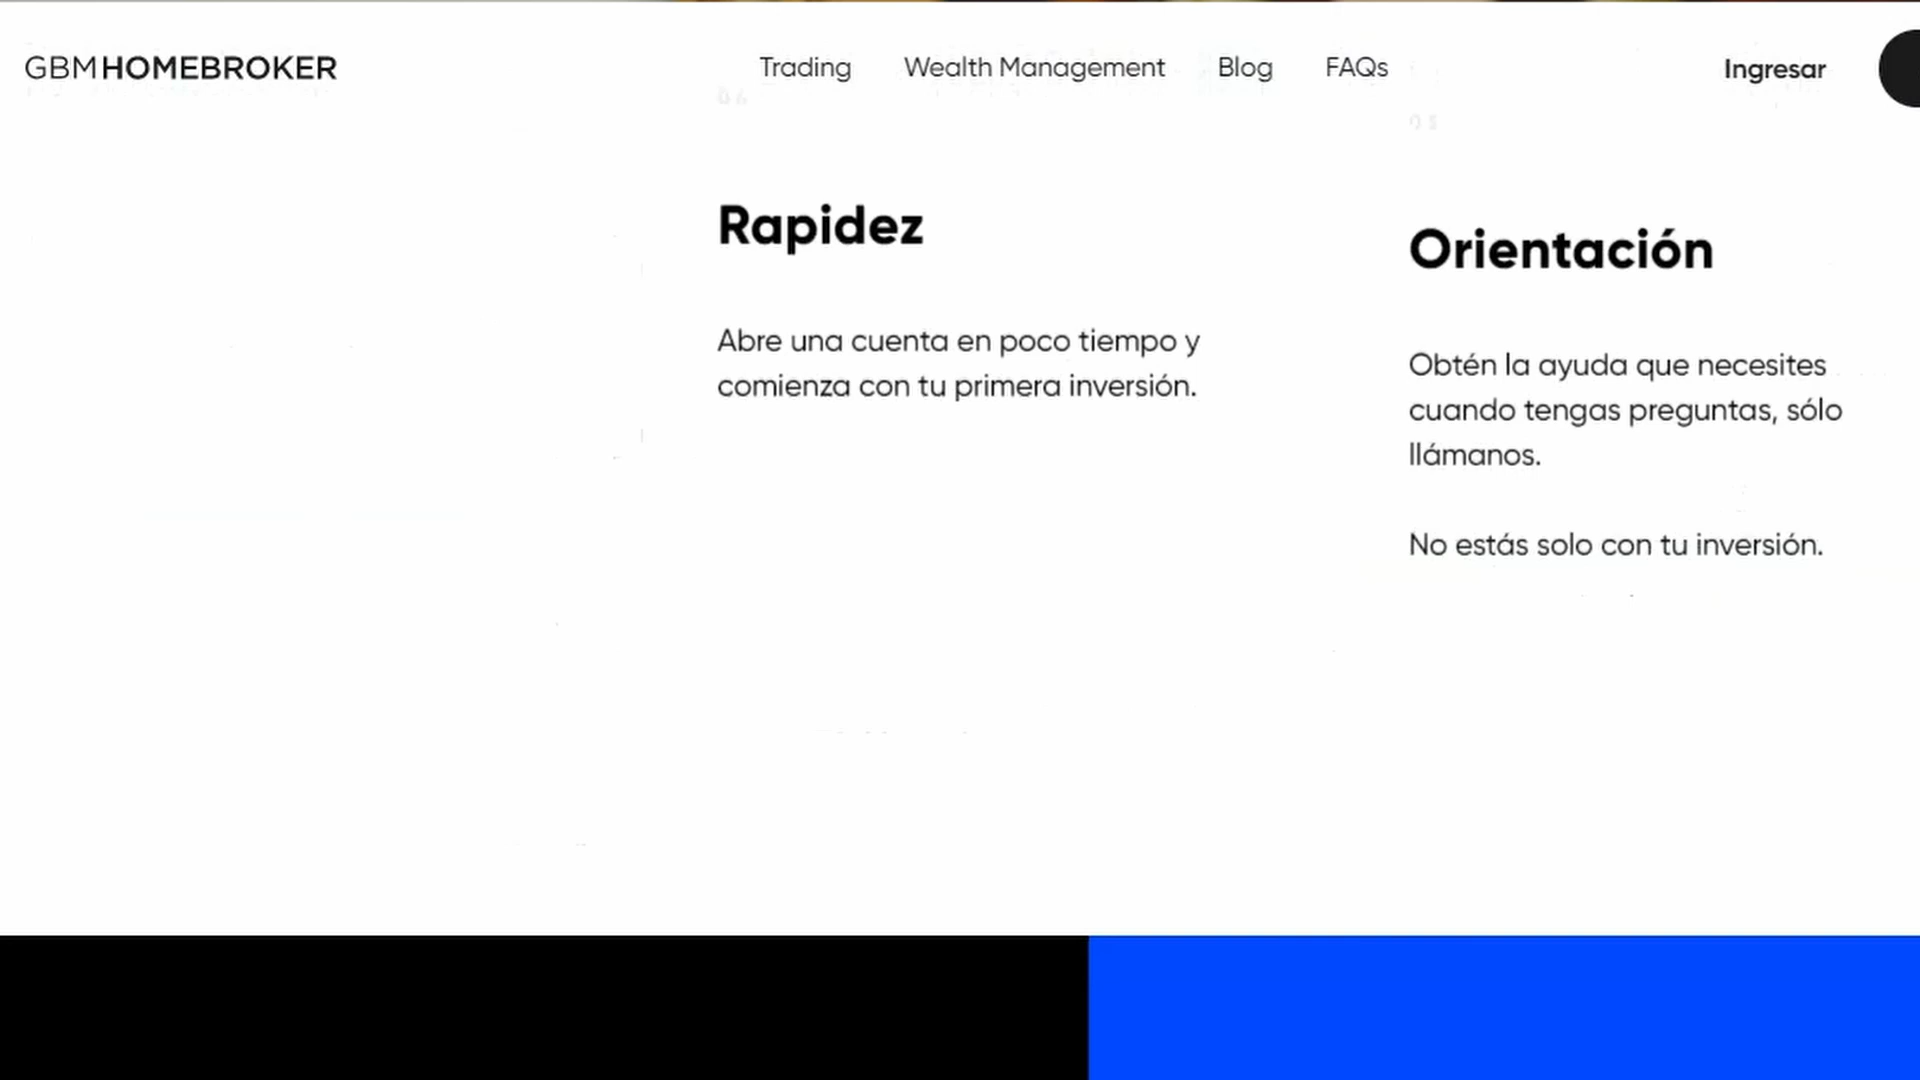 GBMHOMEBROKER
Trading
Wealth Management
Blog
FAQs
Ingresar
Rapidez
Abre una cuenta en poco tiempo y
comienza con tu primera inversión.
Orientación
Obtén la ayuda que necesites
cuando tengas preguntas, sólo
llámanos.
No estás solo con tu inversión.